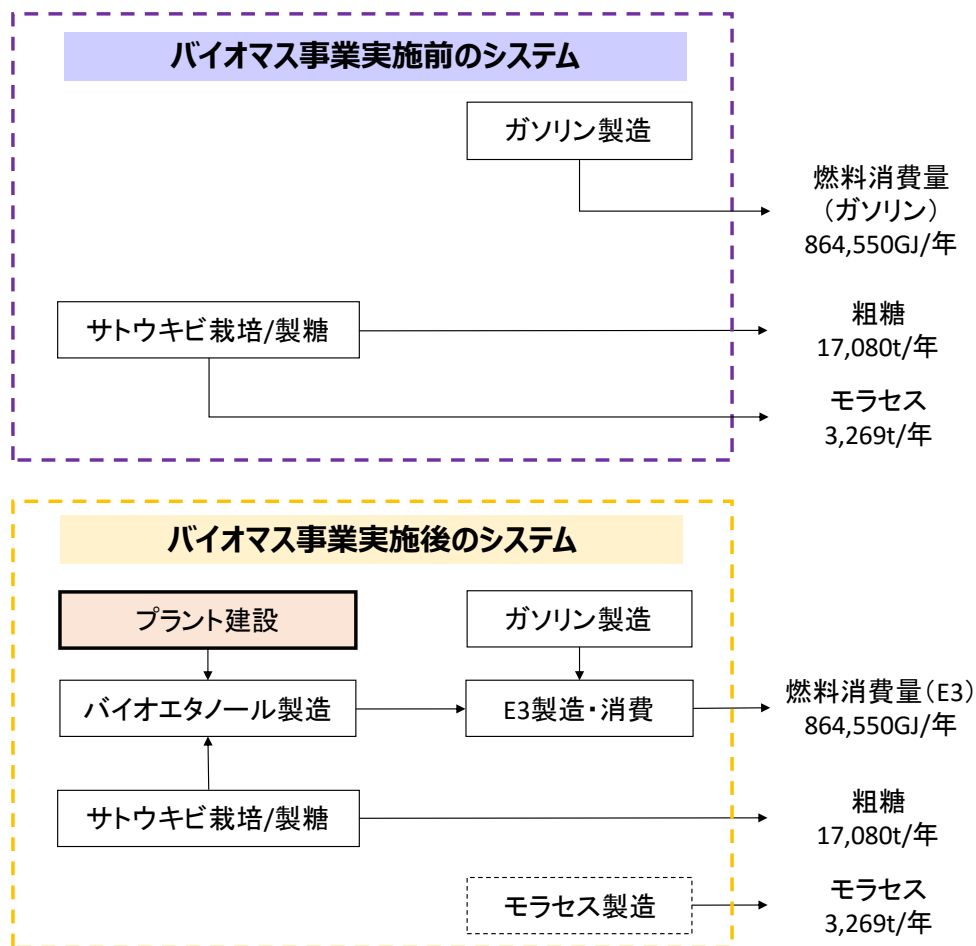 バイオマス事業実施前のシステム
ガソリン製造
燃料消費量
（ガソリン）
864,550GJ/年
サトウキビ栽培/製糖
粗糖
17,080t/年
モラセス
3,269t/年
バイオマス事業実施後のシステム
プラント建設
ガソリン製造
バイオエタノール製造
E3製造・消費
燃料消費量（E3）
864,550GJ/年
サトウキビ栽培/製糖
粗糖
17,080t/年
モラセス製造
モラセス
3,269t/年